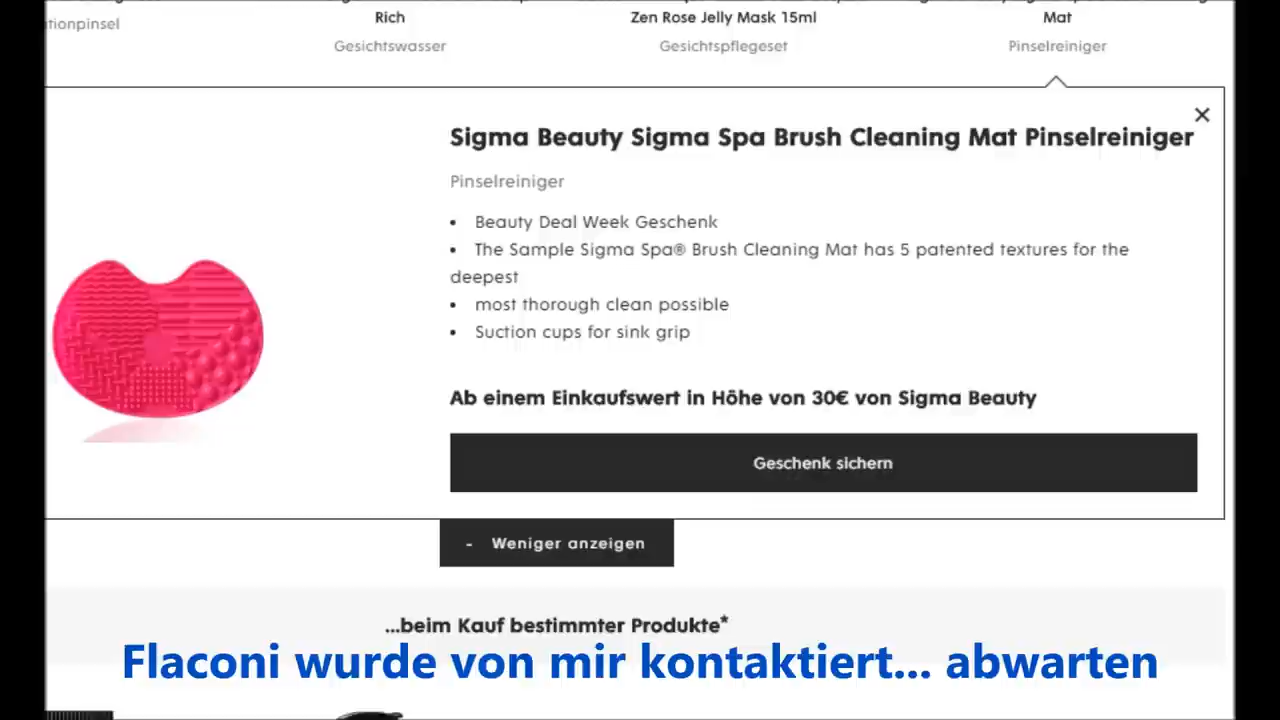 Rich
Zen Rose Jelly Mask 15ml
Mat
Gesichtswasser
Gesichtspflegeset
Pinselreiniger
Sigma Beauty Sigma Spa Brush Cleaning Mat Pinselreiniger
Pinselreiniger
• Beauty Deal Week Geschenk
• The Sample Sigma Spa® Brush Cleaning Mat has 5 patented textures for the
deepest
• most thorough clean possible
• Suction cups for sink grip
Ab einem Einkaufswert in Höhe von 30€ von Sigma Beauty
Geschenk sichern
- Weniger anzeigen
...beim Kauf bestimmter Produkte*
Flaconi wurde von mir kontaktiert... abwarten